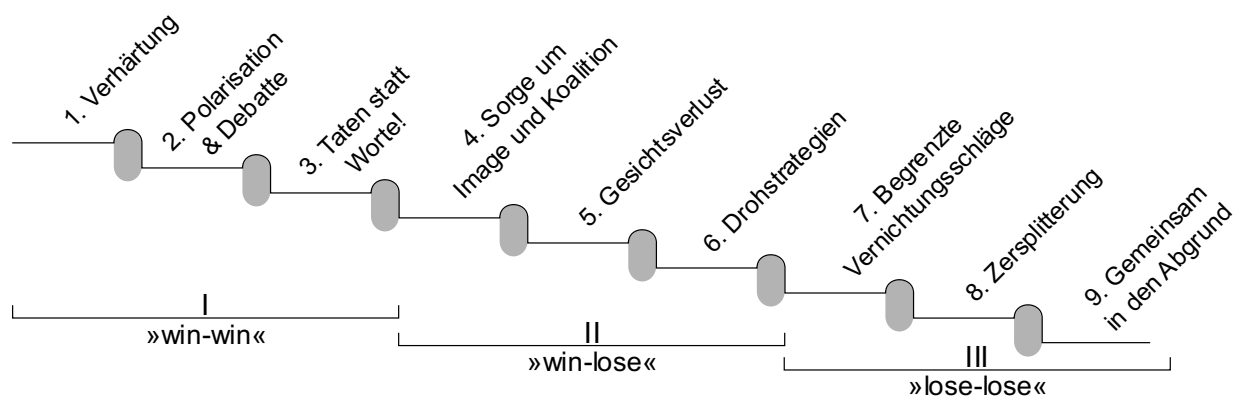 1. Verhärtung
2. Polarisation
& Debatte
3. Taten statt
Worte!
4. Sorge um
Image und Koalition
5. Gesichtsverlust
6. Drohstrategien
7. Begrenzte
Vernichtungsschläge
8. Zersplitterung
9. Gemeinsam
in den Abgrund
I
»win-win«
II
»win-lose«
III
»lose-lose«